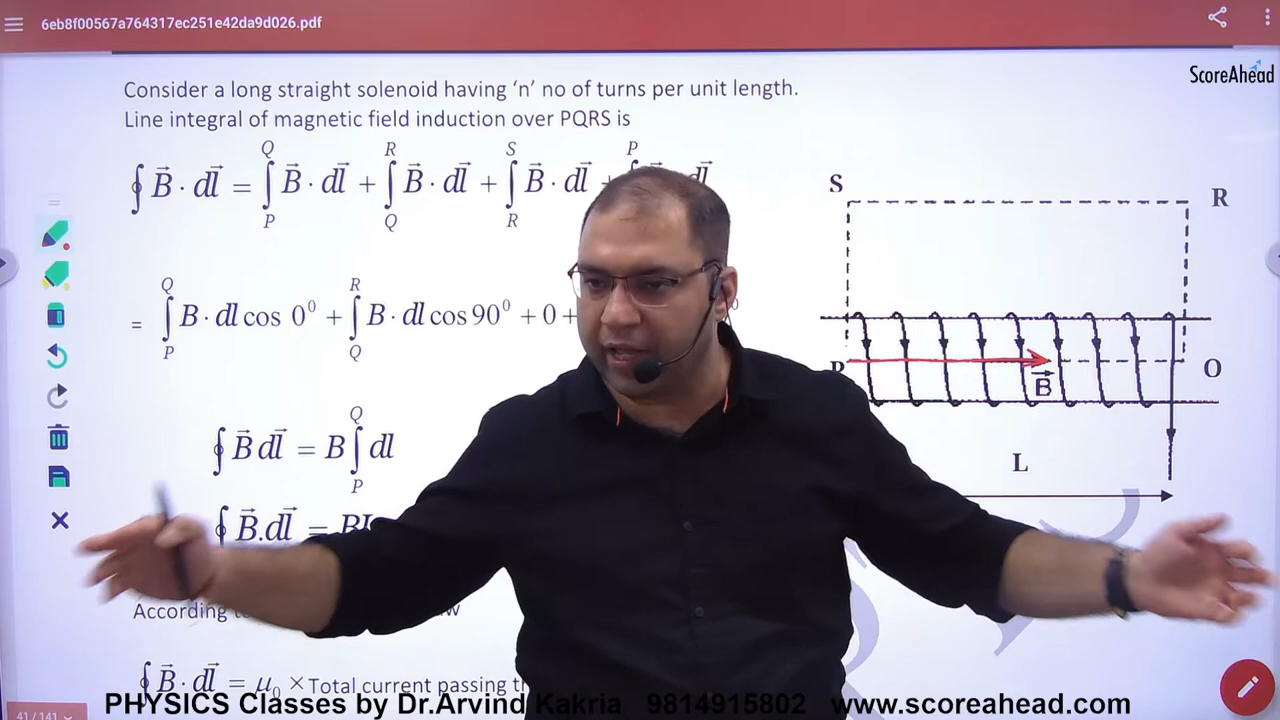 6eb8f00567a764317ec251e42da9d026.pdf
ScoreAhead
Consider a long straight solenoid having ‘n’ no of turns per unit length.
Line integral of magnetic field induction over PQRS is
∮ B⃗ · dl⃗ = ∫_P^Q B⃗ · dl⃗ + ∫_Q^R B⃗ · dl⃗ + ∫_R^S B⃗ · dl⃗ + dl⃗
= ∫_P^Q B · dl cos 0⁰ + ∫_Q^R B · dl cos 90⁰ + 0 +
∮ B⃗ dl⃗ = B ∫_P^Q dl
∮ B⃗.dl⃗ = BL
S
R
P
O
B⃗
L
According
∮ B⃗ · dl⃗ = μ₀ × Total current passing
41 / 141
PHYSICS Classes by Dr.Arvind Kakria 9814915802 www.scoreahead.com